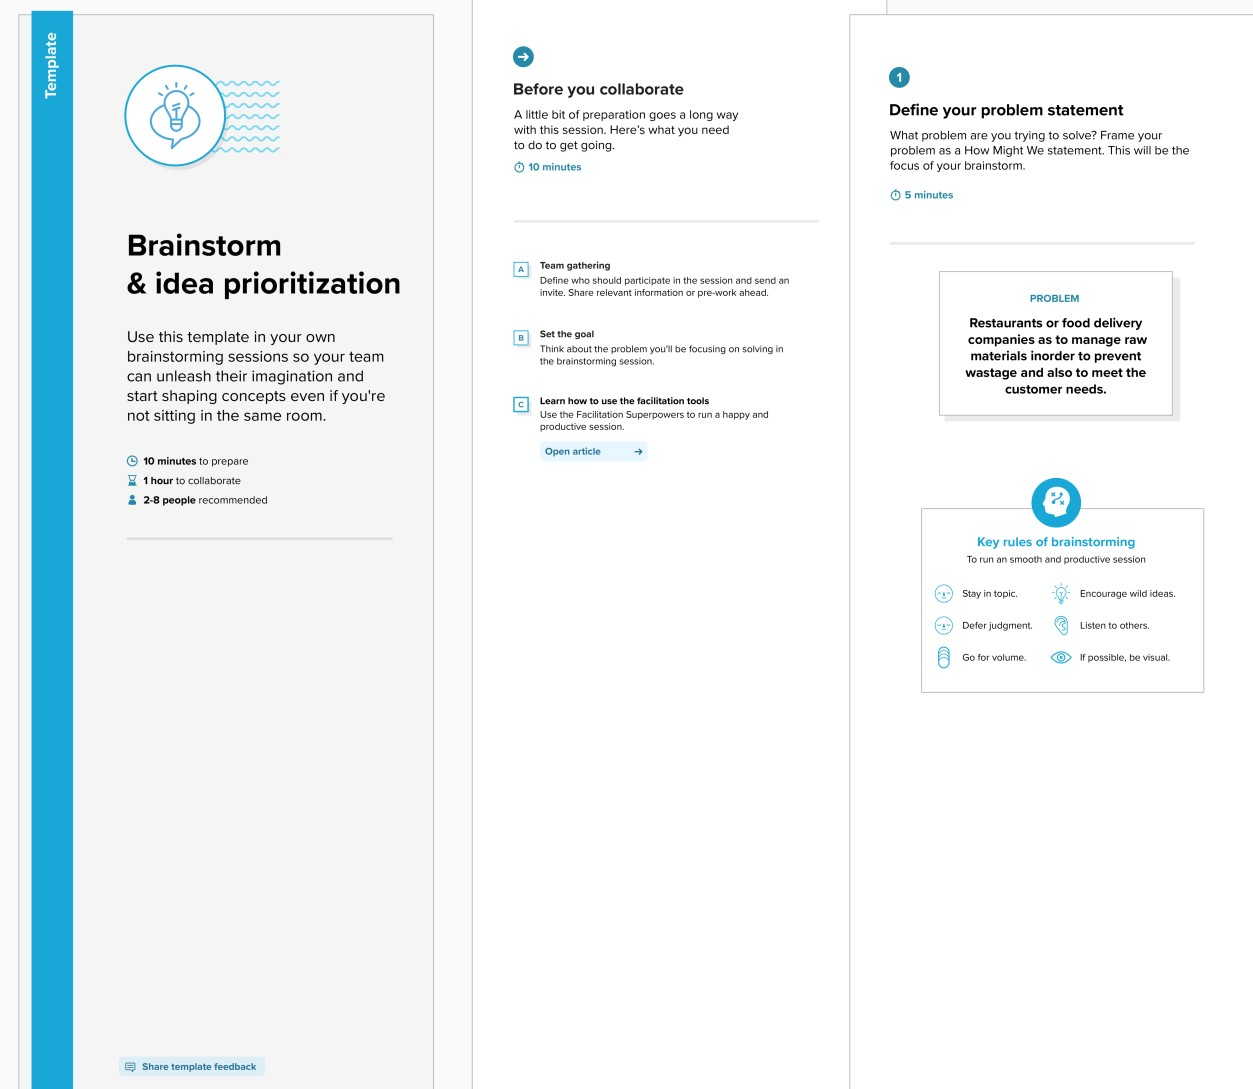 Template
Brainstorm
& idea prioritization
Use this template in your own
brainstorming sessions so your team
can unleash their imagination and
start shaping concepts even if you're
not sitting in the same room.
10 minutes to prepare
1 hour to collaborate
2-8 people recommended
Share template feedback
Before you collaborate
A little bit of preparation goes a long way
with this session. Here's what you need
to do to get going.
10 minutes
A
Team gathering
Define who should participate in the session and send an
invite. Share relevant information or pre-work ahead.
B
Set the goal
Think about the problem you'll be focusing on solving in
the brainstorming session.
C
Learn how to use the facilitation tools
Use the Facilitation Superpowers to run a happy and
productive session.
Open article
1
Define your problem statement
What problem are you trying to solve? Frame your
problem as a How Might We statement. This will be the
focus of your brainstorm.
5 minutes
PROBLEM
Restaurants or food delivery
companies as to manage raw
materials inorder to prevent
wastage and also to meet the
customer needs.
Key rules of brainstorming
To run an smooth and productive session
Stay in topic.
Encourage wild ideas.
Defer judgment.
Listen to others.
Go for volume.
If possible, be visual.